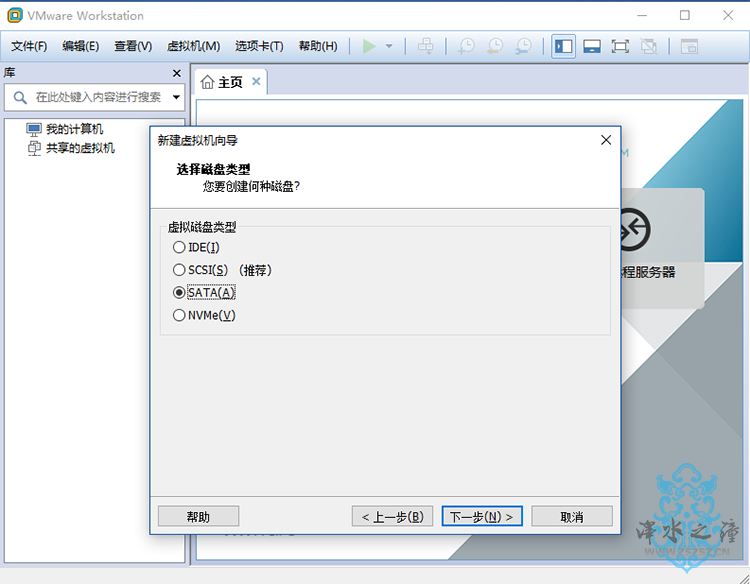 VMware Workstation
文件(F) 编辑(E) 查看(V) 虚拟机(M) 选项卡(T) 帮助(H)
库
在此处键入内容进行搜索
主页
我的计算机
共享的虚拟机
新建虚拟机向导
选择磁盘类型
您要创建何种磁盘?
虚拟磁盘类型
IDE(I)
SCSI(S) (推荐)
SATA(A)
NVMe(V)
M
程服务器
帮助
< 上一步(B)
下一步(N) >
取消
泽水之瞳